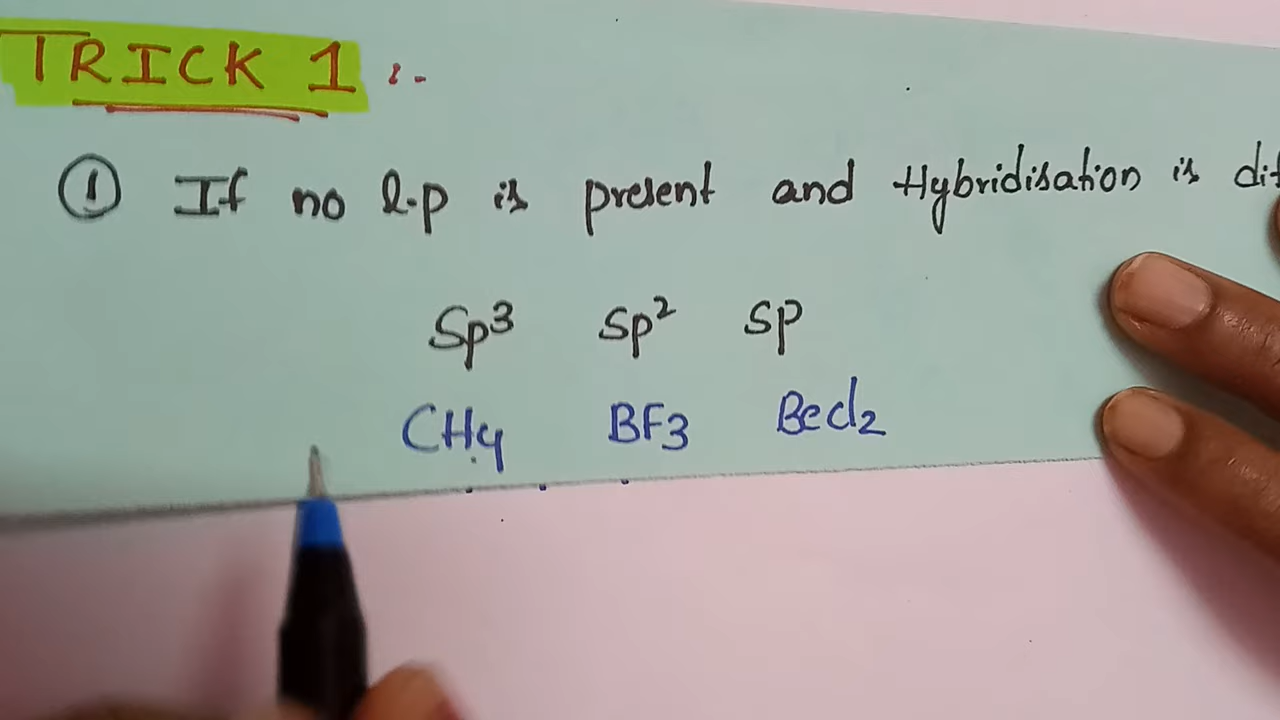 TRICK 1 :-
① If no l.p is present and Hybridisation is
Sp³ Sp² SP
CH4 BF3 Becl2